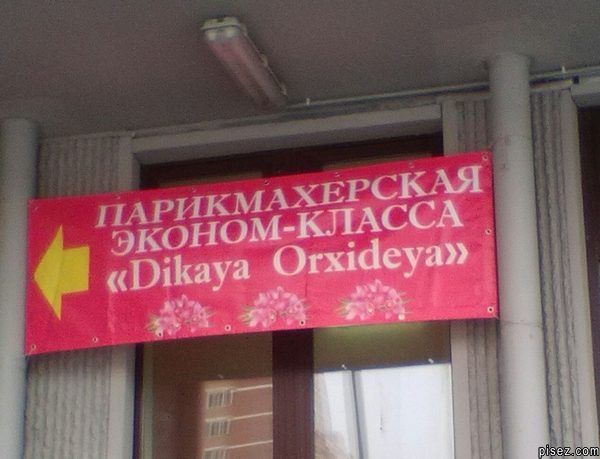 ПАРИКМАХЕРСКАЯ
ЭКОНОМ-КЛАССА
«Dikaya Orxideya»
pisez.com